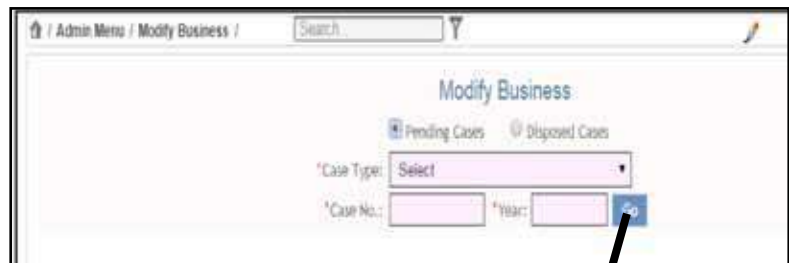 / Admin Menu / Modify Business / Search
Modify Business
Pending Cases Disposed Cases
*Case Type: Select
*Case No.: *Year: Go